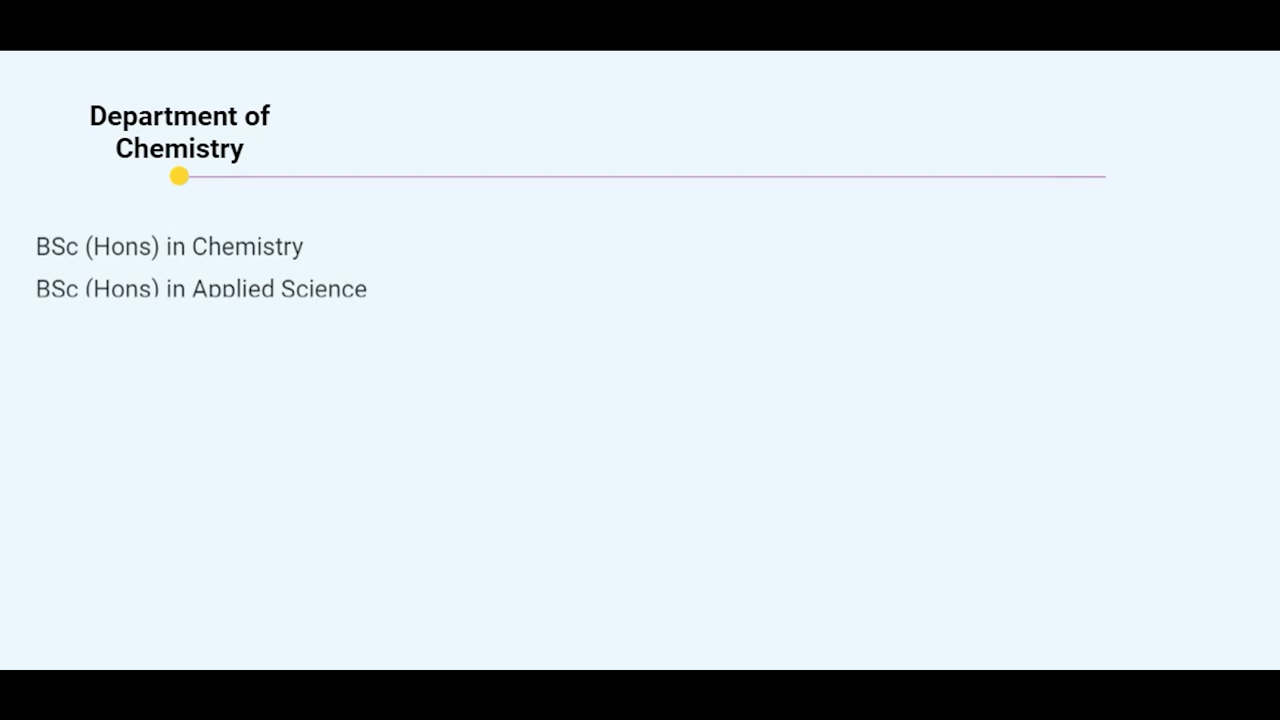 Department of
Chemistry
BSc (Hons) in Chemistry
BSc (Hons) in Applied Science